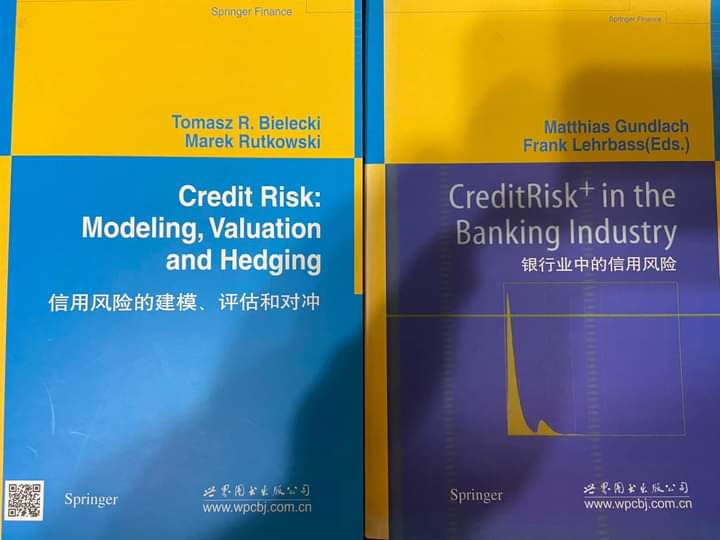 Springer Finance
Tomasz R. Bielecki
Marek Rutkowski
Credit Risk:
Modeling, Valuation
and Hedging
信用风险的建模、评估和对冲
Springer
世界图书出版公司
www.wpcbj.com.cn
Springer Finance
Matthias Gundlach
Frank Lehrbass(Eds.)
CreditRisk⁺ in the
Banking Industry
银行业中的信用风险
Springer
世界图书出版公司
www.wpcbj.com.cn